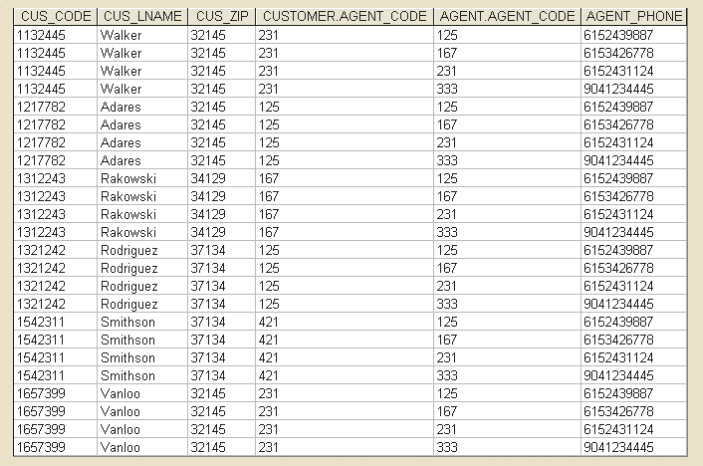 CUS_CODE CUS_LNAME CUS_ZIP CUSTOMER.AGENT_CODE AGENT.AGENT_CODE AGENT_PHONE
1132445 Walker 32145 231 125 6152439887
1132445 Walker 32145 231 167 6153426778
1132445 Walker 32145 231 231 6152431124
1132445 Walker 32145 231 333 9041234445
1217782 Adares 32145 125 125 6152439887
1217782 Adares 32145 125 167 6153426778
1217782 Adares 32145 125 231 6152431124
1217782 Adares 32145 125 333 9041234445
1312243 Rakowski 34129 167 125 6152439887
1312243 Rakowski 34129 167 167 6153426778
1312243 Rakowski 34129 167 231 6152431124
1312243 Rakowski 34129 167 333 9041234445
1321242 Rodriguez 37134 125 125 6152439887
1321242 Rodriguez 37134 125 167 6153426778
1321242 Rodriguez 37134 125 231 6152431124
1321242 Rodriguez 37134 125 333 9041234445
1542311 Smithson 37134 421 125 6152439887
1542311 Smithson 37134 421 167 6153426778
1542311 Smithson 37134 421 231 6152431124
1542311 Smithson 37134 421 333 9041234445
1657399 Vanloo 32145 231 125 6152439887
1657399 Vanloo 32145 231 167 6153426778
1657399 Vanloo 32145 231 231 6152431124
1657399 Vanloo 32145 231 333 9041234445